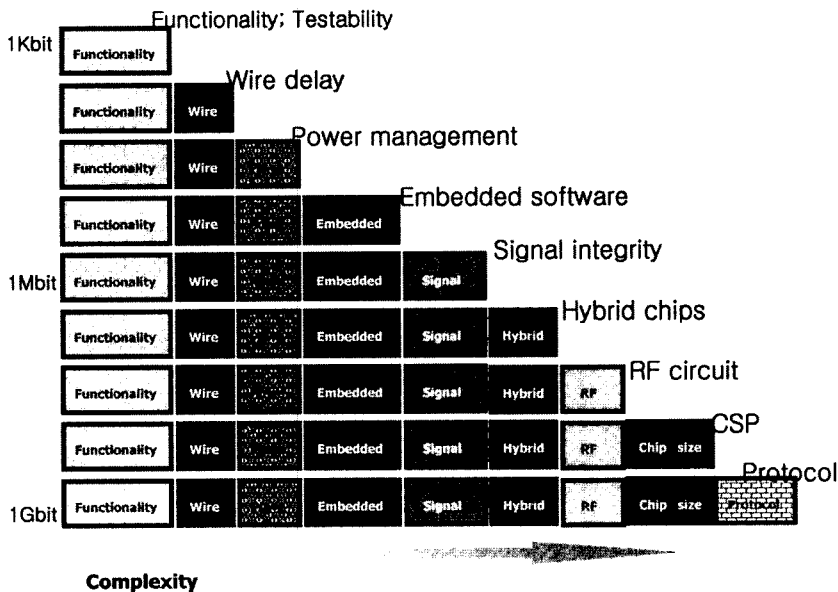 Functionality; Testability
1Kbit Functionality
Wire delay
Functionality Wire
Power management
Functionality Wire
Embedded software
Functionality Wire Embedded
Signal integrity
1Mbit Functionality Wire Embedded Signal
Hybrid chips
Functionality Wire Embedded Signal Hybrid
RF circuit
Functionality Wire Embedded Signal Hybrid RF
CSP
Functionality Wire Embedded Signal Hybrid RF Chip size
Protocol
1Gbit Functionality Wire Embedded Signal Hybrid RF Chip size Protocol
Complexity